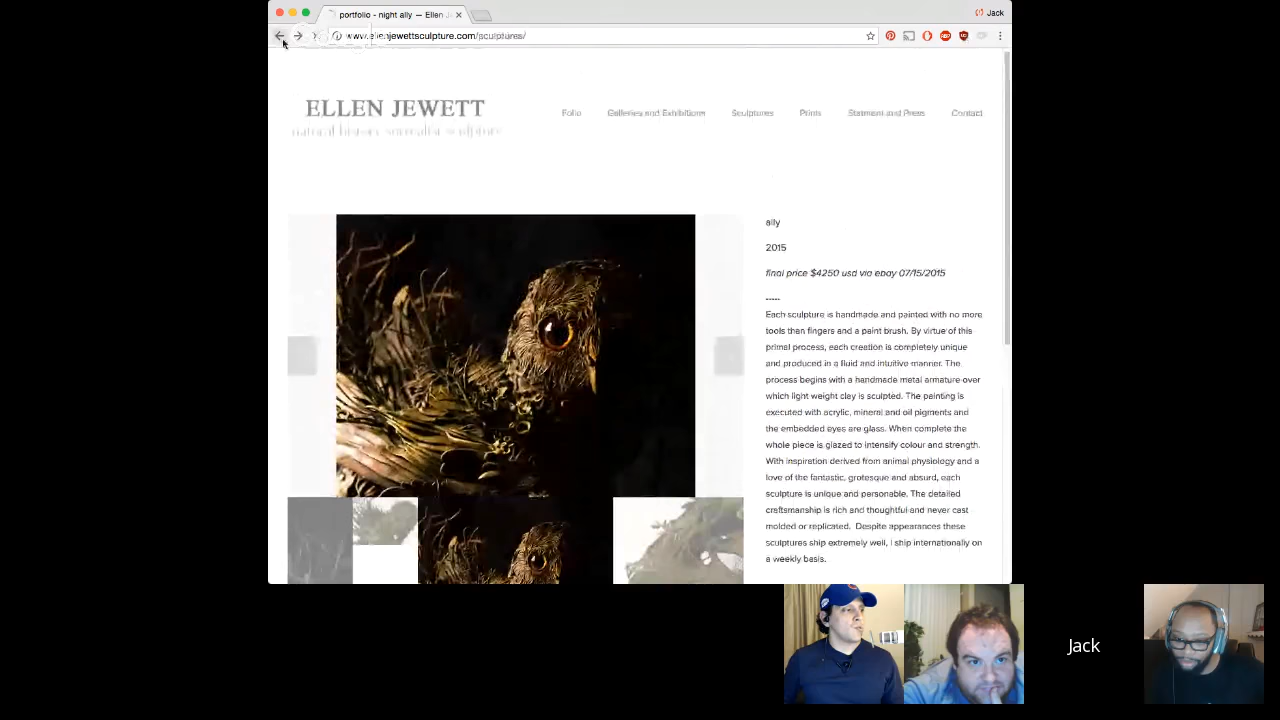 portfolio - night ally — Ellen J
Jack
www.ellenjewettsculpture.com/sculptures/
ELLEN JEWETT
natural history surrealist sculpture
Folio
Galleries and Exhibitions
Sculptures
Prints
Statment and Press
Contact
ally
2015
final price $4250 usd via ebay 07/15/2015
-----
Each sculpture is handmade and painted with no more
tools than fingers and a paint brush. By virtue of this
primal process, each creation is completely unique
and produced in a fluid and intuitive manner. The
process begins with a handmade metal armature over
which light weight clay is sculpted. The painting is
executed with acrylic, mineral and oil pigments and
the embedded eyes are glass. When complete the
whole piece is glazed to intensify colour and strength.
With inspiration derived from animal physiology and a
love of the fantastic, grotesque and absurd, each
sculpture is unique and personable. The detailed
craftsmanship is rich and thoughtful and never cast
molded or replicated. Despite appearances these
sculptures ship extremely well, I ship internationally on
a weekly basis.
Jack